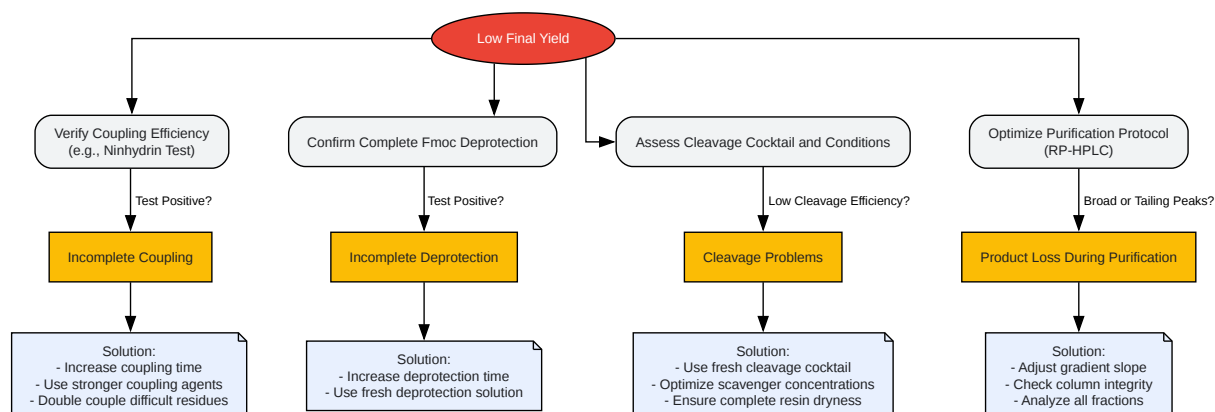 Low Final Yield
Verify Coupling Efficiency
(e.g., Ninhydrin Test)
Confirm Complete Fmoc Deprotection
Assess Cleavage Cocktail and Conditions
Optimize Purification Protocol
(RP-HPLC)
Test Positive?
Test Positive?
Low Cleavage Efficiency?
Broad or Tailing Peaks?
Incomplete Coupling
Incomplete Deprotection
Cleavage Problems
Product Loss During Purification
Solution:
- Increase coupling time
- Use stronger coupling agents
- Double couple difficult residues
Solution:
- Increase deprotection time
- Use fresh deprotection solution
Solution:
- Use fresh cleavage cocktail
- Optimize scavenger concentrations
- Ensure complete resin dryness
Solution:
- Adjust gradient slope
- Check column integrity
- Analyze all fractions